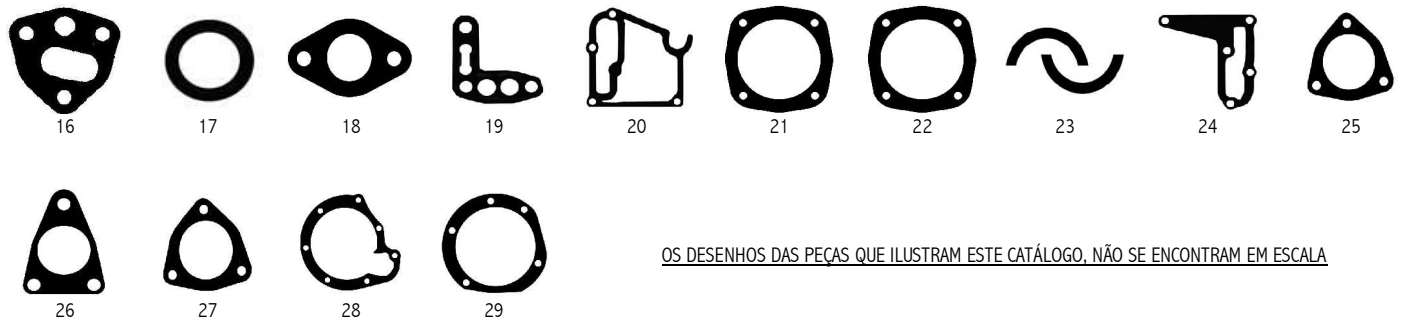 16 17 18 19 20 21 22 23 24 25
26 27 28 29
OS DESENHOS DAS PEÇAS QUE ILUSTRAM ESTE CATÁLOGO, NÃO SE ENCONTRAM EM ESCALA